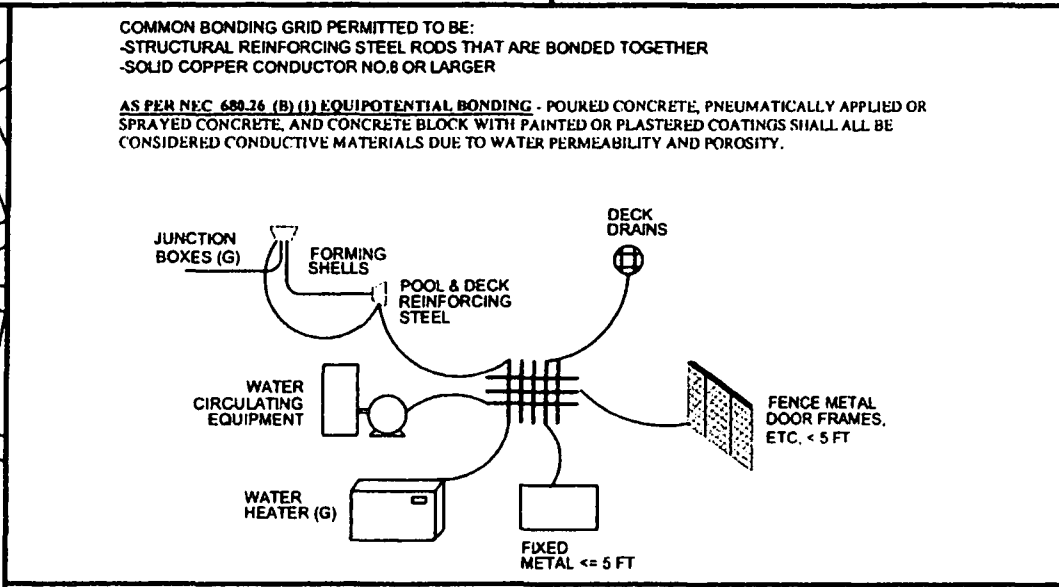 COMMON BONDING GRID PERMITTED TO BE:
-STRUCTURAL REINFORCING STEEL RODS THAT ARE BONDED TOGETHER
-SOLID COPPER CONDUCTOR NO.8 OR LARGER
AS PER NEC 680.26 (B) (1) EQUIPOTENTIAL BONDING - POURED CONCRETE, PNEUMATICALLY APPLIED OR
SPRAYED CONCRETE, AND CONCRETE BLOCK WITH PAINTED OR PLASTERED COATINGS SHALL ALL BE
CONSIDERED CONDUCTIVE MATERIALS DUE TO WATER PERMEABILITY AND POROSITY.
DECK
DRAINS
JUNCTION
BOXES (G)
FORMING
SHELLS
POOL & DECK
REINFORCING
STEEL
WATER
CIRCULATING
EQUIPMENT
FENCE METAL
DOOR FRAMES,
ETC, < 5 FT
WATER
HEATER (G)
FIXED
METAL <= 5 FT